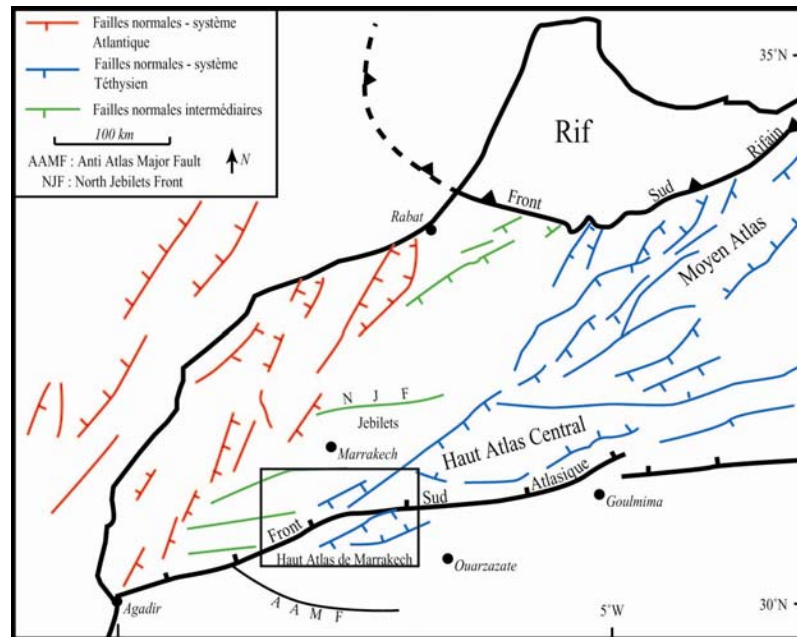 Failles normales - système
Atlantique
Failles normales - système
Téthysien
Failles normales intermédiaires
100 km
AAMF : Anti Atlas Major Fault
NJF : North Jebilets Front
N
35°N
Rif
Front
Sud
Rifain
Rabat
Moyen Atlas
N J F
Jebilets
Marrakech
Haut Atlas Central
Front
Sud
Atlasique
Goulmima
Haut Atlas de Marrakech
Ouarzazate
A A M F
Agadir
5°W
30°N